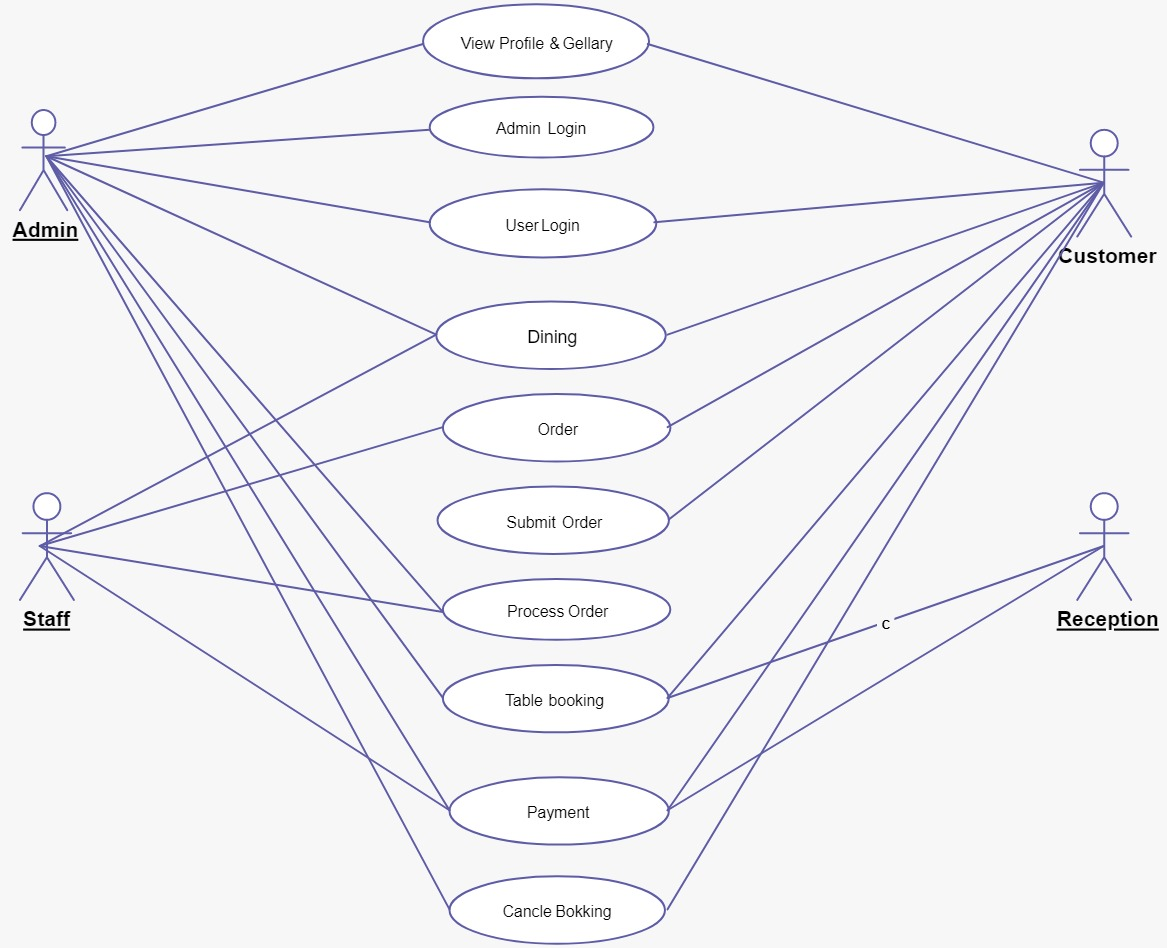 View Profile & Gellary
Admin Login
Admin
User Login
Customer
Dining
Order
Submit Order
Process Order
Staff
Reception
c
Table booking
Payment
Cancle Bokking